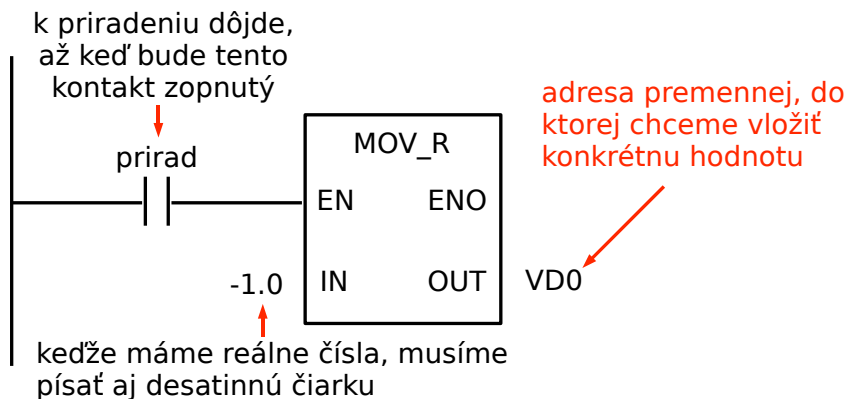 k priradeniu dôjde,
až keď bude tento
kontakt zopnutý
prirad
MOV_R
EN ENO
-1.0 IN OUT VD0
adresa premennej, do
ktorej chceme vložiť
konkrétnu hodnotu
keďže máme reálne čísla, musíme
písať aj desatinnú čiarku